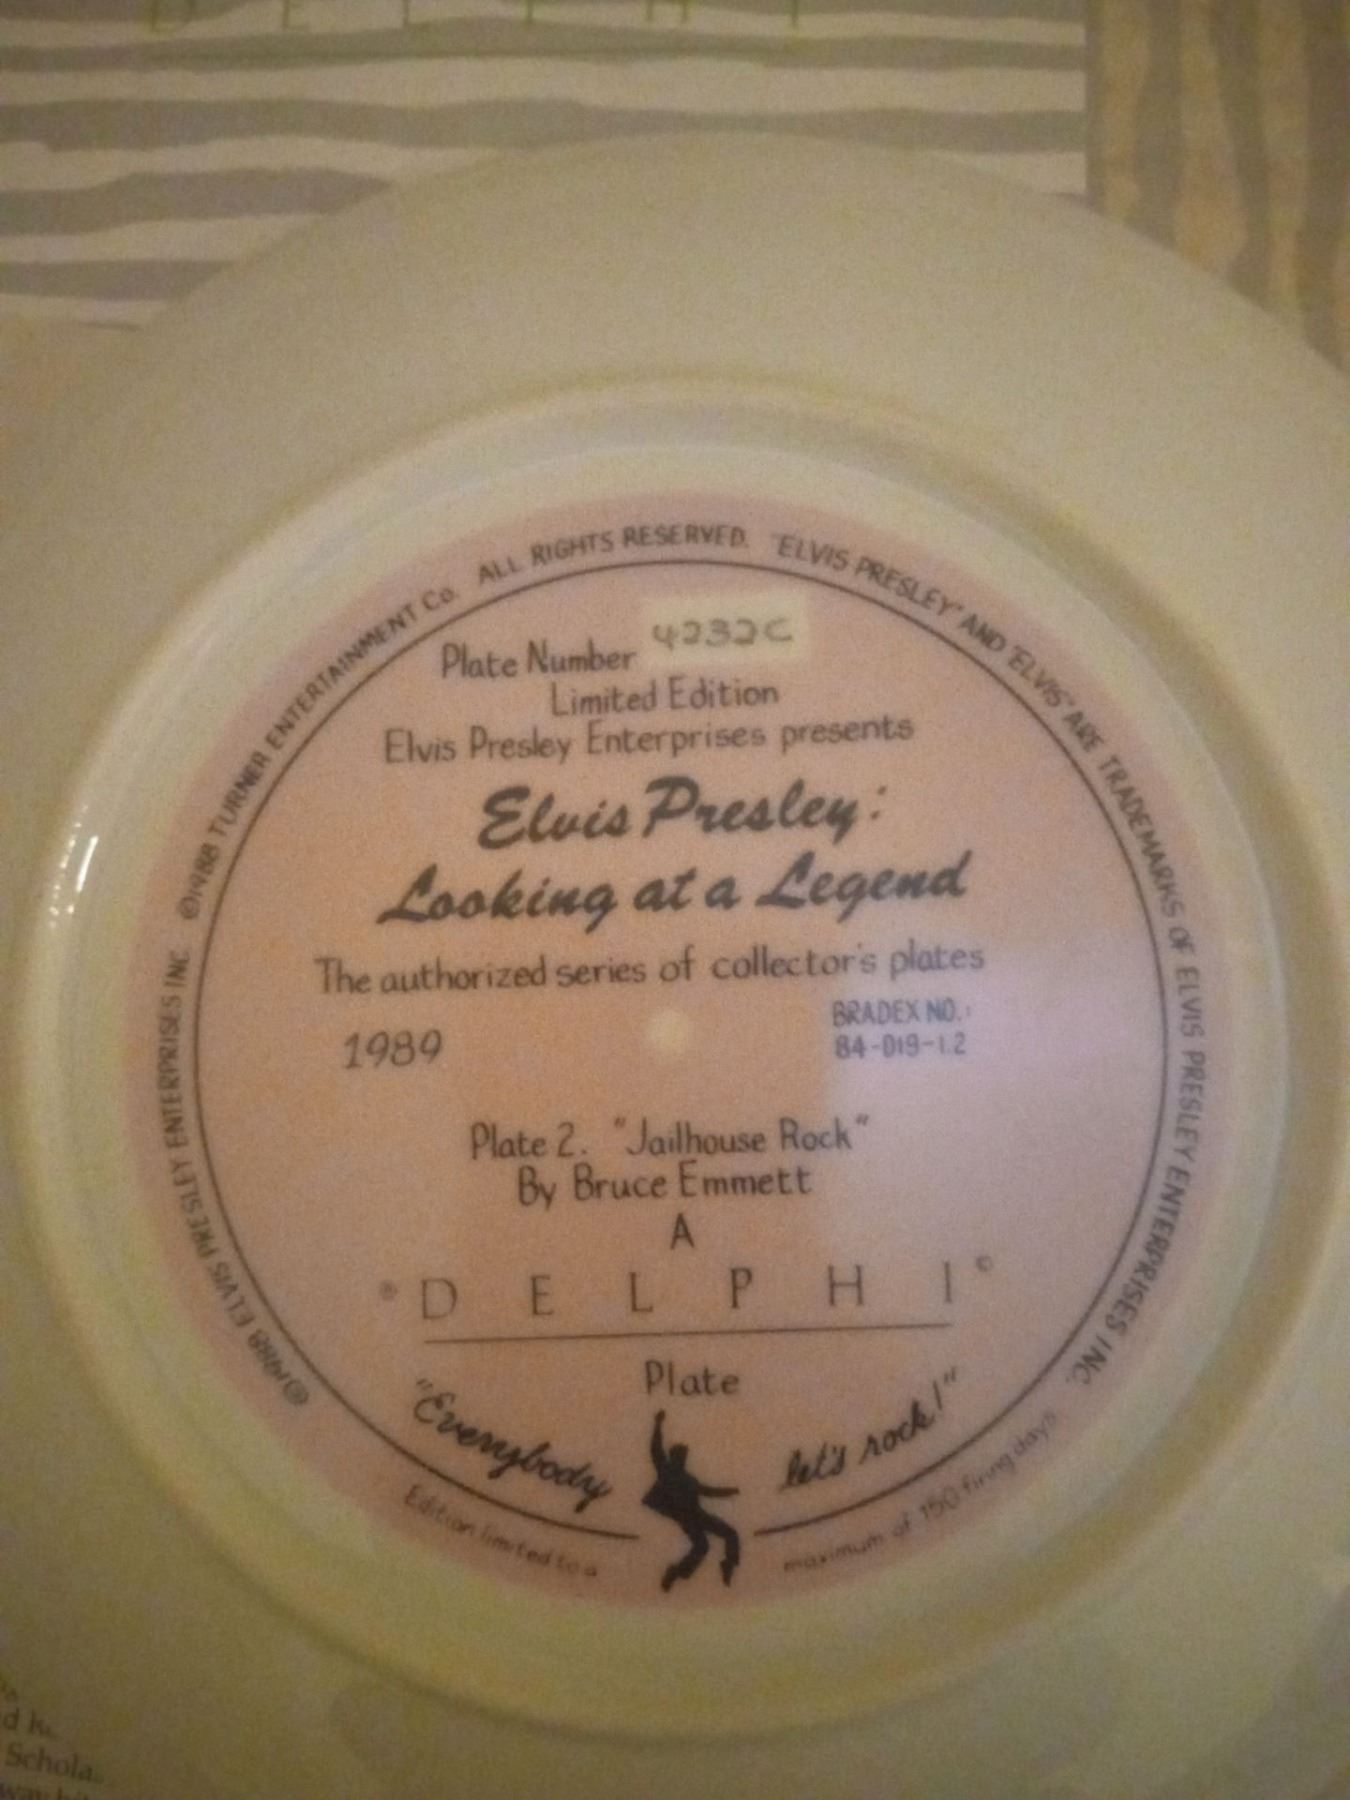 DELPHI
©1988 ELVIS PRESLEY ENTERPRISES INC. ©1988 TURNER ENTERTAINMENT Co. ALL RIGHTS RESERVED. "ELVIS PRESLEY" AND "ELVIS" ARE TRADEMARKS OF ELVIS PRESLEY ENTERPRISES INC.
Plate Number 4232C
Limited Edition
Elvis Presley Enterprises presents
Elvis Presley:
Looking at a Legend
The authorized series of collector's plates
1989
BRADEX NO.:
84-D19-1.2
Plate 2. "Jailhouse Rock"
By Bruce Emmett
A
® DELPHI ©
Plate
"Everybody let's rock!"
Edition limited to a maximum of 150 firing days